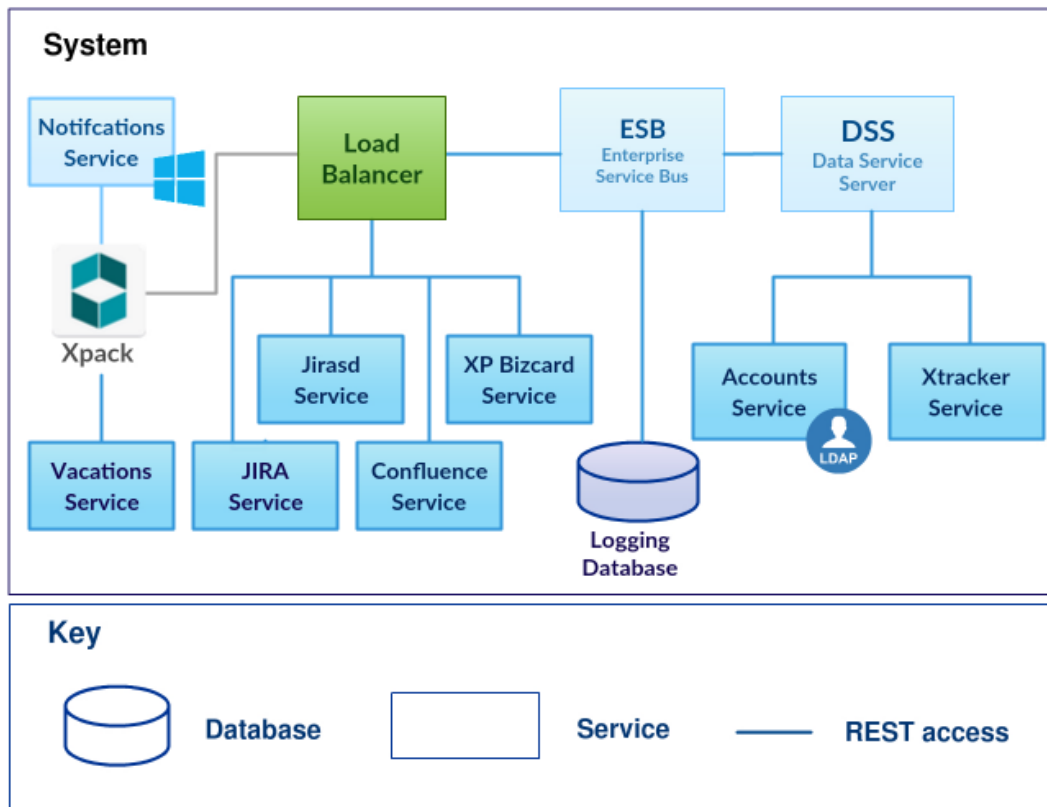 System
Notifcations
Service
Load
Balancer
ESB
Enterprise
Service Bus
DSS
Data Service
Server
Xpack
Jirasd
Service
XP Bizcard
Service
Accounts
Service
LDAP
Xtracker
Service
Vacations
Service
JIRA
Service
Confluence
Service
Logging
Database
Key
Database
Service
REST access